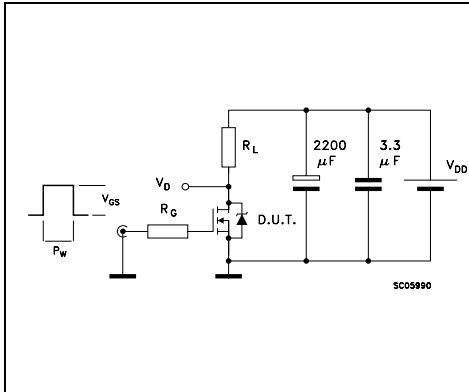 R_L
2200
μF
3.3
μF
V_DD
V_D
V_GS
R_G
D.U.T.
P_W
SC05990